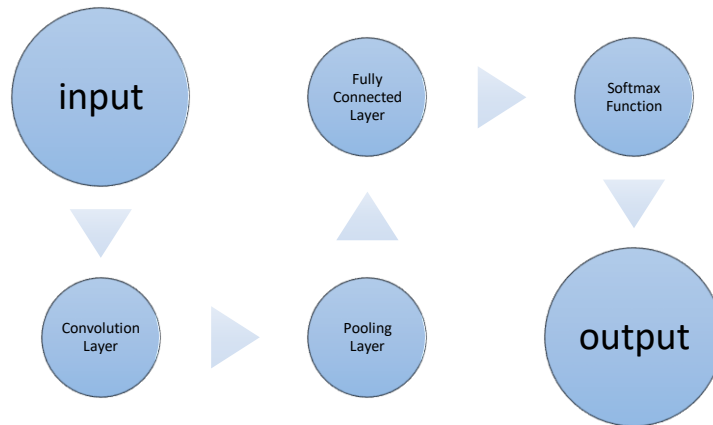 input
Convolution
Layer
Pooling
Layer
Fully
Connected
Layer
Softmax
Function
output